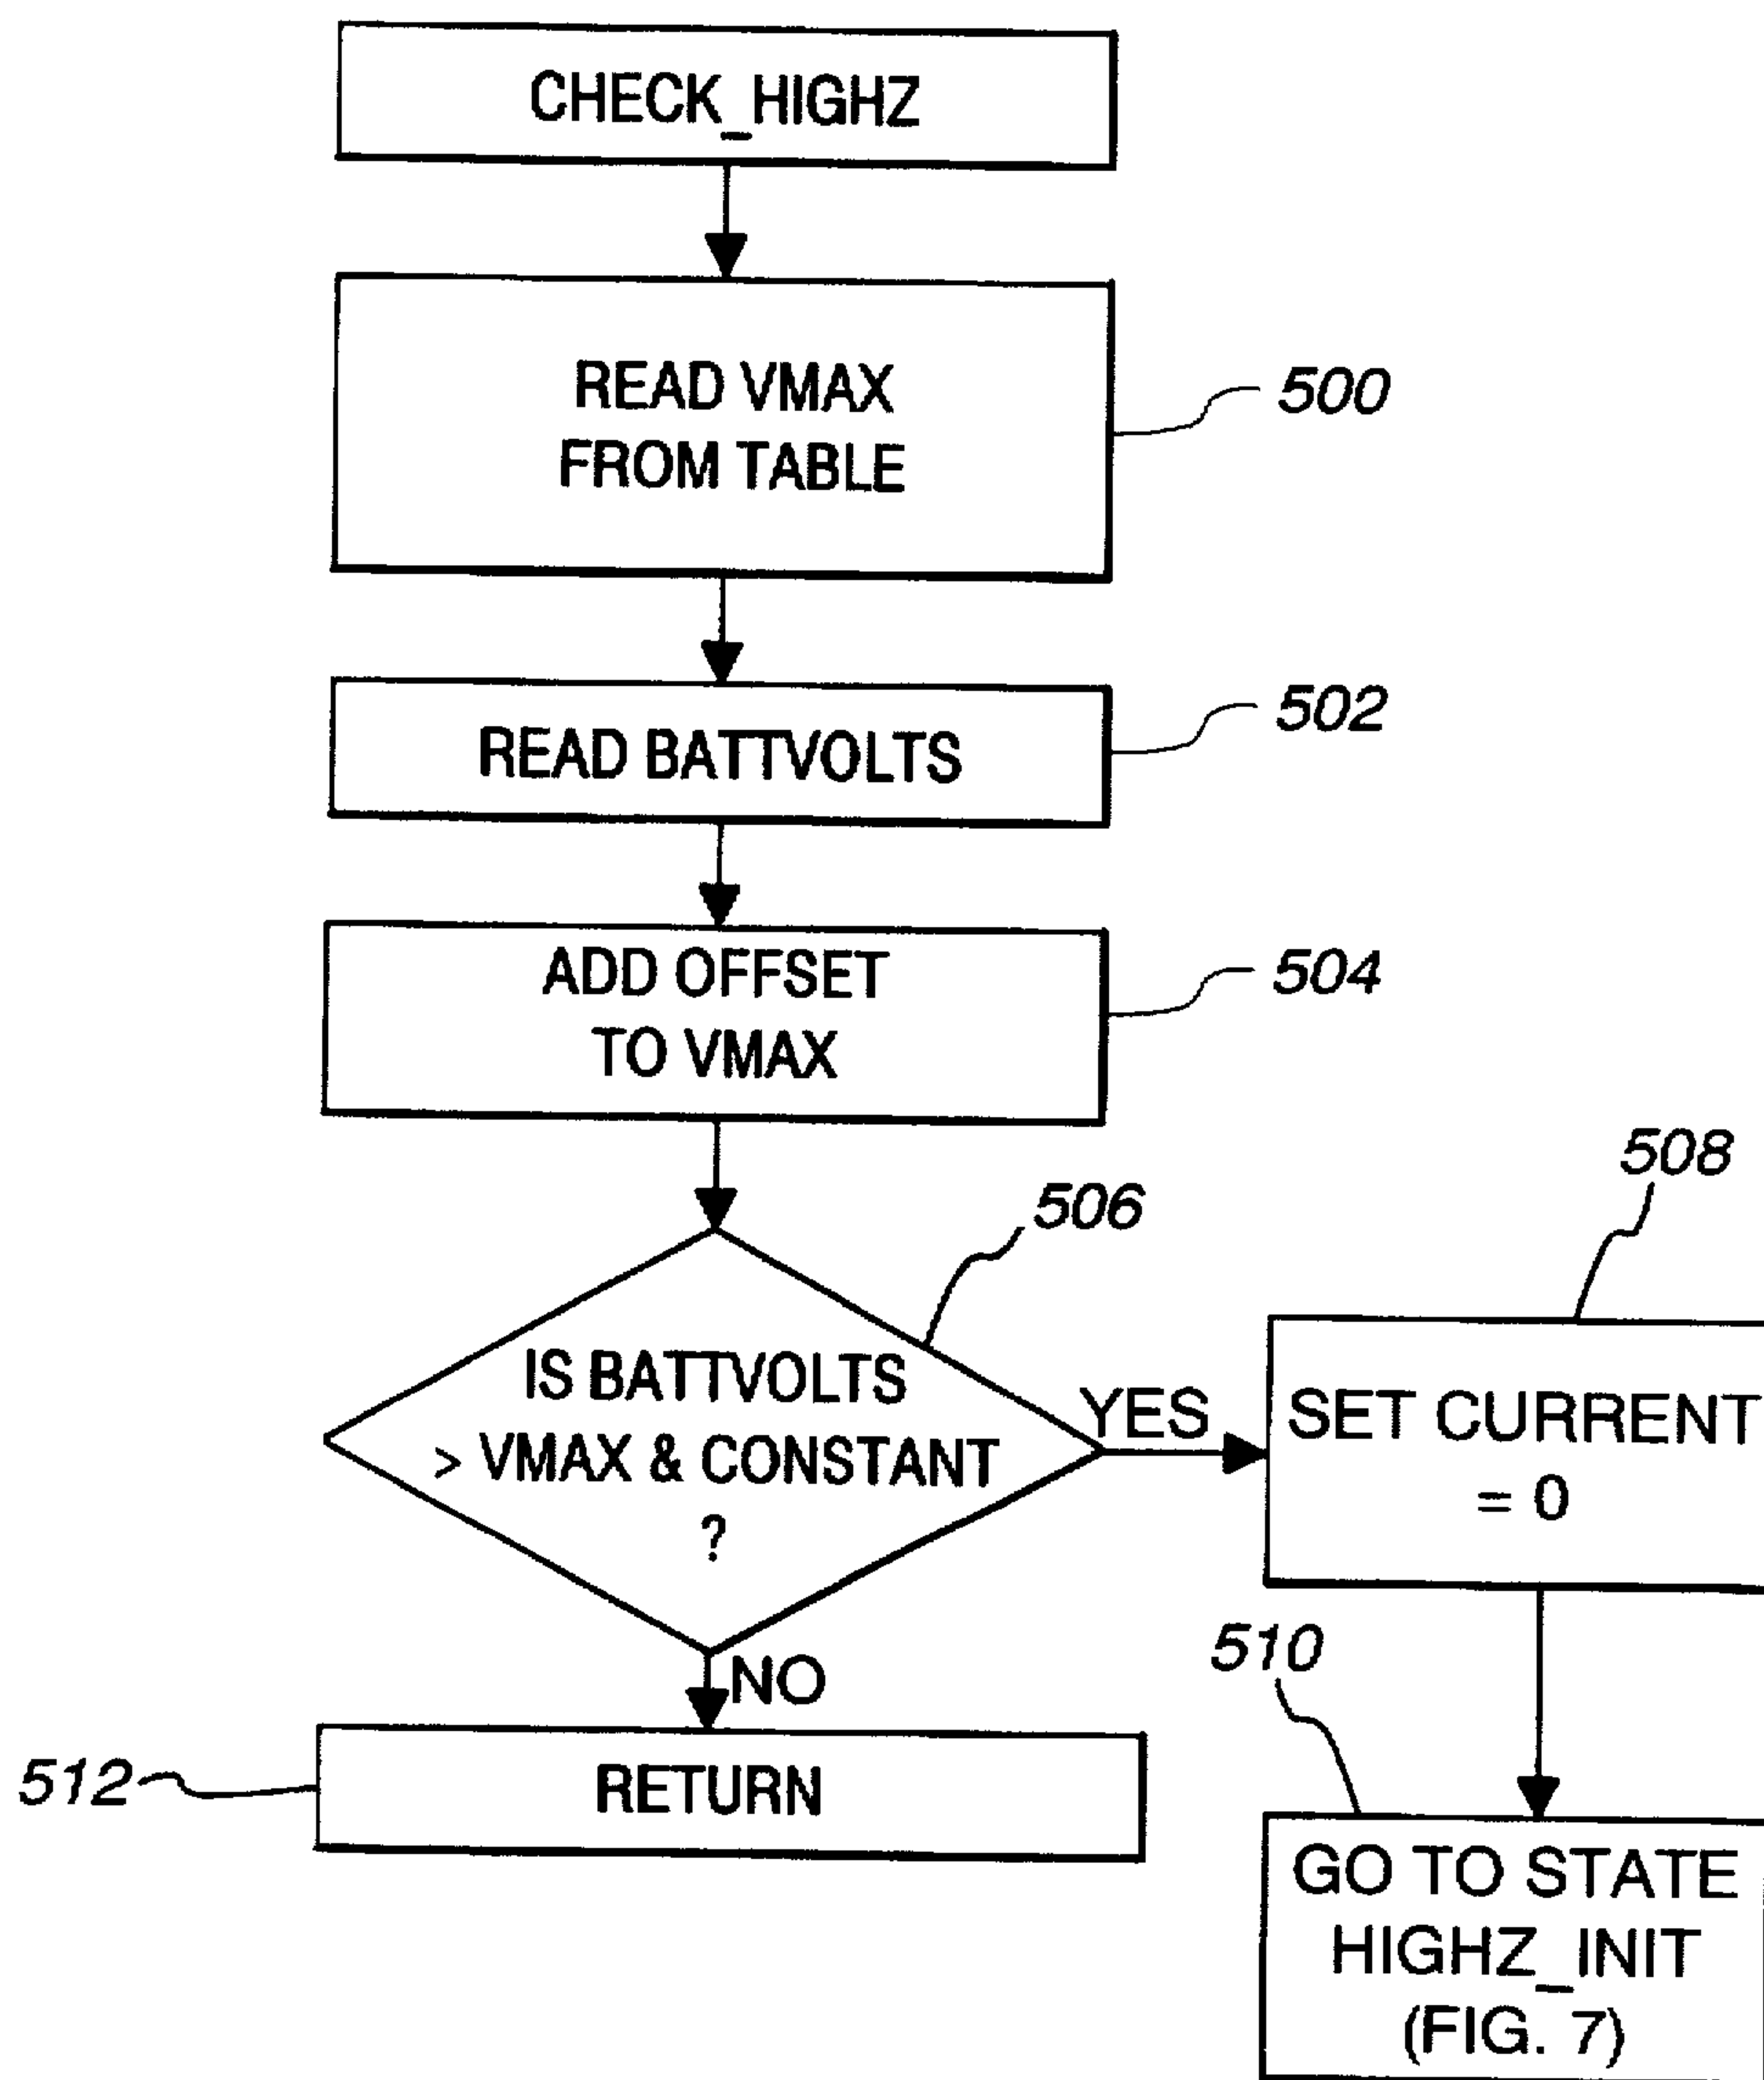 CHECK_HIGHZ
READ VMAX
FROM TABLE
500
READ BATTVOLTS
502
ADD OFFSET
TO VMAX
504
506
IS BATTVOLTS
> VMAX & CONSTANT
?
YES
508
SET CURRENT
= 0
NO
512
RETURN
510
GO TO STATE
HIGHZ_INIT
(FIG. 7)